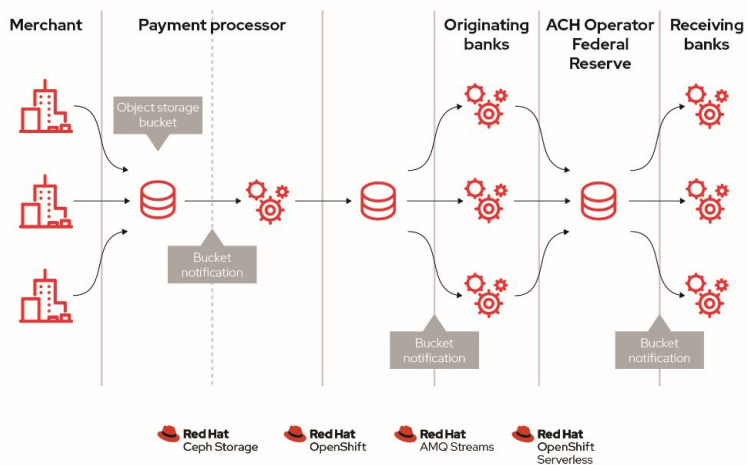 Merchant
Payment processor
Originating
banks
ACH Operator
Federal
Reserve
Receiving
banks
Object storage
bucket
Bucket
notification
Bucket
notification
Bucket
notification
Red Hat
Ceph Storage
Red Hat
OpenShift
Red Hat
AMQ Streams
Red Hat
OpenShift
Serverless